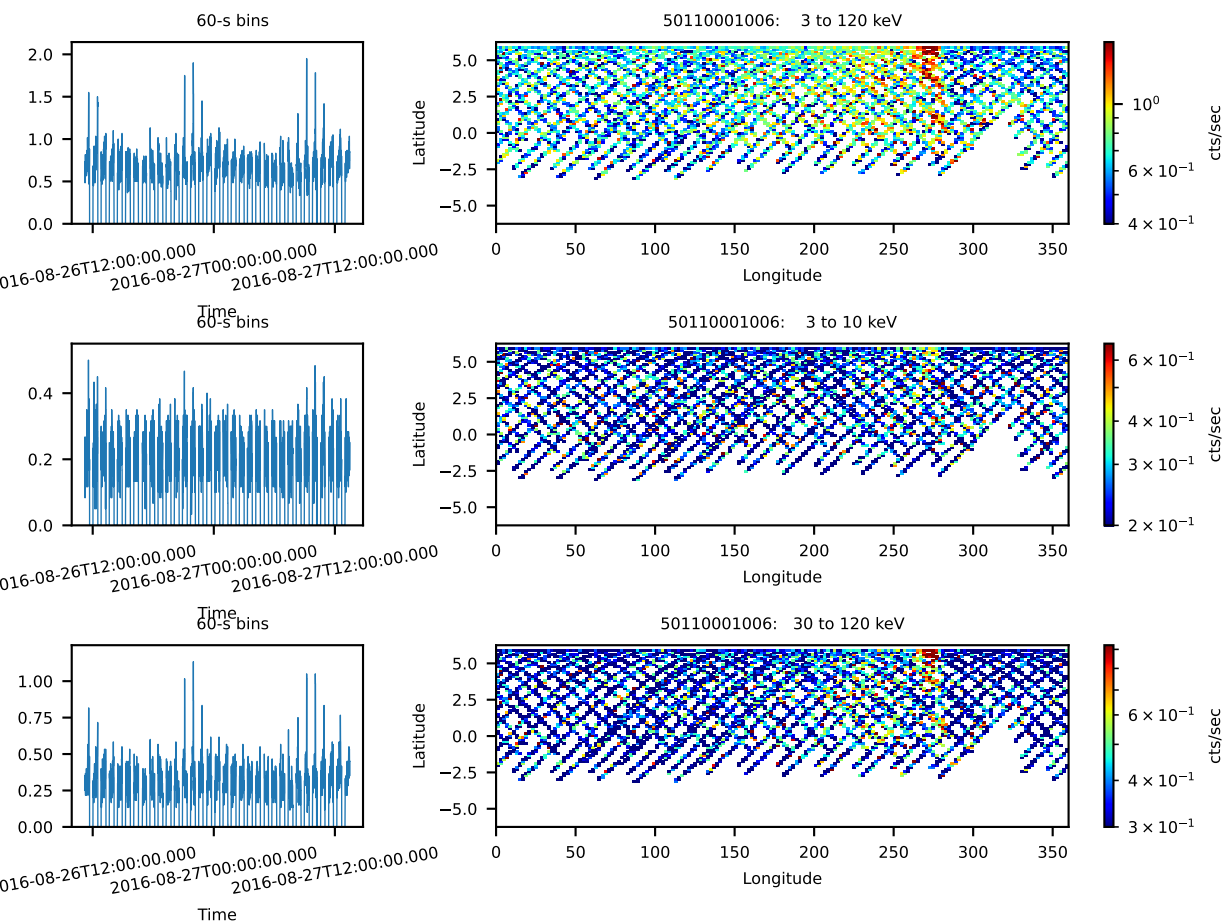 60-s bins
50110001006: 3 to 120 keV
2.0
1.5
1.0
0.5
0.0
016-08-26T12:00:00.000
2016-08-27T00:00:00.000
2016-08-27T12:00:00.000
Time
Latitude
5.0
2.5
0.0
−2.5
−5.0
0 50 100 150 200 250 300 350
Longitude
10⁰
6 × 10⁻¹
4 × 10⁻¹
cts/sec
60-s bins
50110001006: 3 to 10 keV
0.4
0.2
0.0
016-08-26T12:00:00.000
2016-08-27T00:00:00.000
2016-08-27T12:00:00.000
Time
Latitude
5.0
2.5
0.0
−2.5
−5.0
0 50 100 150 200 250 300 350
Longitude
6 × 10⁻¹
4 × 10⁻¹
3 × 10⁻¹
2 × 10⁻¹
cts/sec
60-s bins
50110001006: 30 to 120 keV
1.00
0.75
0.50
0.25
0.00
016-08-26T12:00:00.000
2016-08-27T00:00:00.000
2016-08-27T12:00:00.000
Time
Latitude
5.0
2.5
0.0
−2.5
−5.0
0 50 100 150 200 250 300 350
Longitude
6 × 10⁻¹
4 × 10⁻¹
3 × 10⁻¹
cts/sec